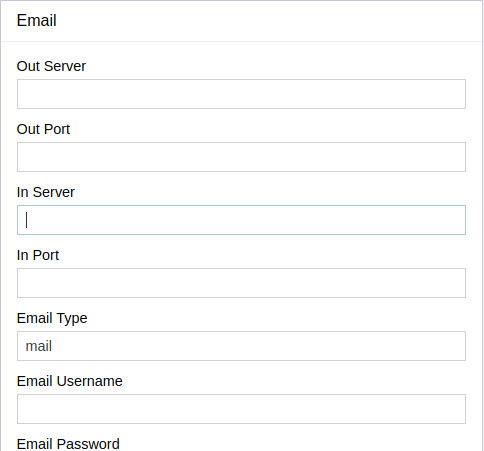 Email
Out Server
Out Port
In Server
In Port
Email Type
mail
Email Username
Email Password